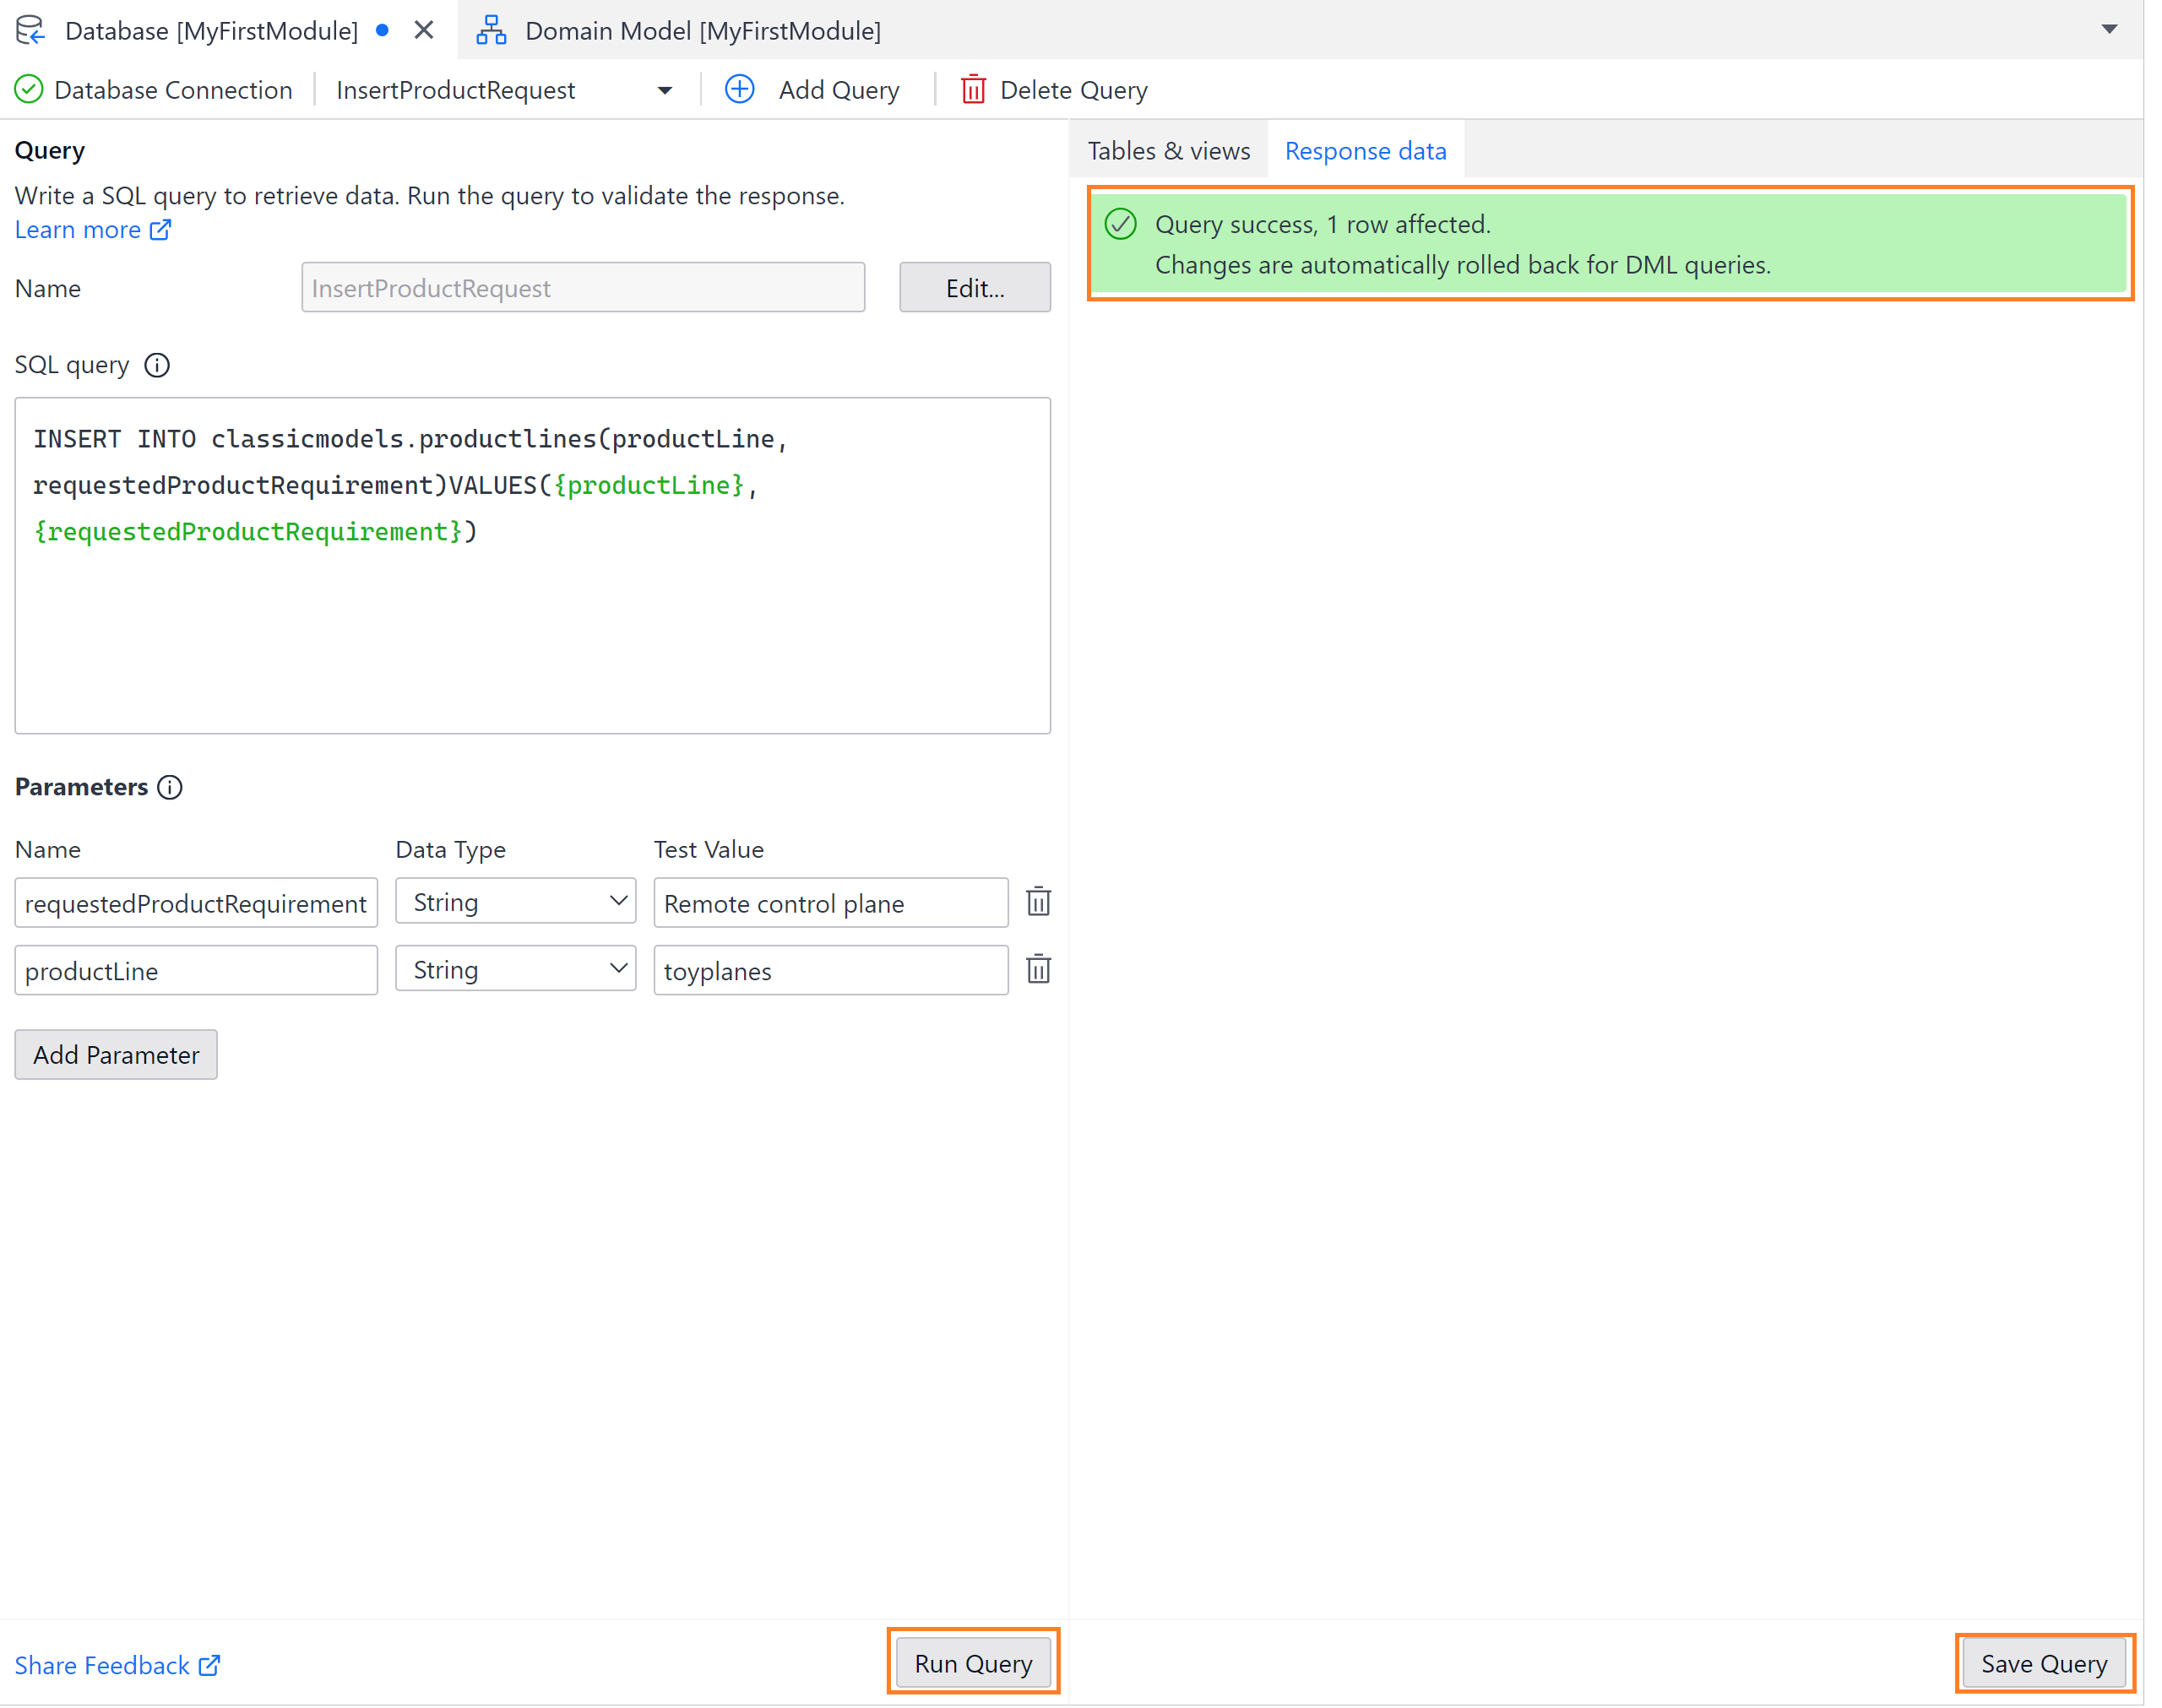 Database [MyFirstModule]
Domain Model [MyFirstModule]
Database Connection
InsertProductRequest
Add Query
Delete Query
Query
Write a SQL query to retrieve data. Run the query to validate the response.
Learn more
Name
InsertProductRequest
Edit...
SQL query
INSERT INTO classicmodels.productlines(productLine,
requestedProductRequirement)VALUES({productLine},
{requestedProductRequirement})
Parameters
Name Data Type Test Value
requestedProductRequirement String Remote control plane
productLine String toyplanes
Add Parameter
Share Feedback
Run Query
Tables & views
Response data
Query success, 1 row affected.
Changes are automatically rolled back for DML queries.
Save Query